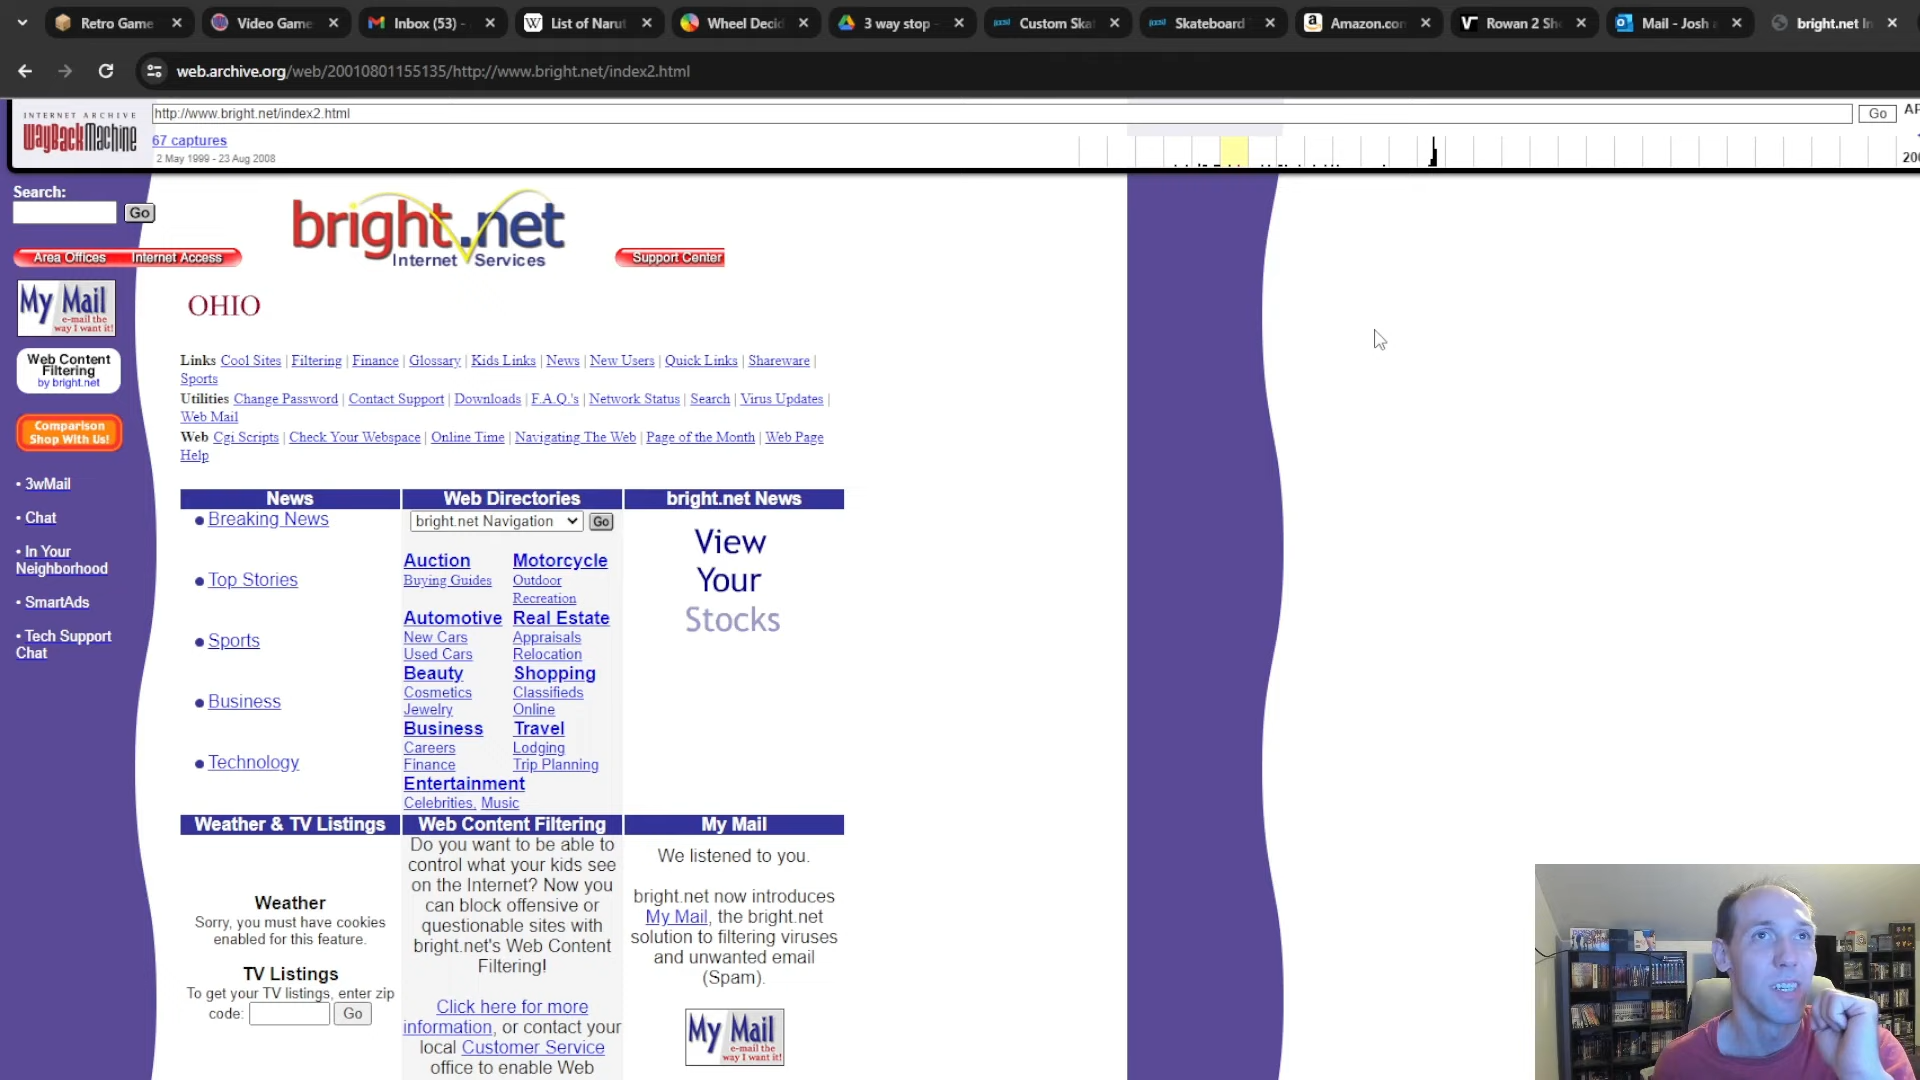 Retro Game
Video Game
Inbox (53) -
List of Narut
Wheel Decid
3 way stop -
Custom Skat
Skateboard
Amazon.com
Rowan 2 Sho
Mail - Josh
bright.net In
web.archive.org/web/20010801155135/http://www.bright.net/index2.html
INTERNET ARCHIVE
WayBackMachine
http://www.bright.net/index2.html
Go
67 captures
2 May 1999 - 23 Aug 2008
Search:
Go
bright.net
Internet Services
Area Offices Internet Access
Support Center
My Mail
e-mail the
way I want it!
OHIO
Web Content
Filtering
by bright.net
Links Cool Sites | Filtering | Finance | Glossary | Kids Links | News | New Users | Quick Links | Shareware |
Sports
Utilities Change Password | Contact Support | Downloads | F.A.Q.'s | Network Status | Search | Virus Updates |
Web Mail
Web Cgi Scripts | Check Your Webspace | Online Time | Navigating The Web | Page of the Month | Web Page
Help
Comparison
Shop With Us!
• 3wMail
• Chat
• In Your
Neighborhood
• SmartAds
• Tech Support
Chat
News
• Breaking News
• Top Stories
• Sports
• Business
• Technology
Web Directories
bright.net Navigation Go
Auction
Buying Guides
Motorcycle
Outdoor
Recreation
Automotive
New Cars
Used Cars
Real Estate
Appraisals
Relocation
Beauty
Cosmetics
Jewelry
Shopping
Classifieds
Online
Business
Careers
Finance
Travel
Lodging
Trip Planning
Entertainment
Celebrities, Music
bright.net News
View
Your
Stocks
Weather & TV Listings
Weather
Sorry, you must have cookies
enabled for this feature.
TV Listings
To get your TV listings, enter zip
code: Go
Web Content Filtering
Do you want to be able to
control what your kids see
on the Internet? Now you
can block offensive or
questionable sites with
bright.net's Web Content
Filtering!
Click here for more
information, or contact your
local Customer Service
office to enable Web
My Mail
We listened to you.
bright.net now introduces
My Mail, the bright.net
solution to filtering viruses
and unwanted email
(Spam).
My Mail
e-mail the
way I want it!